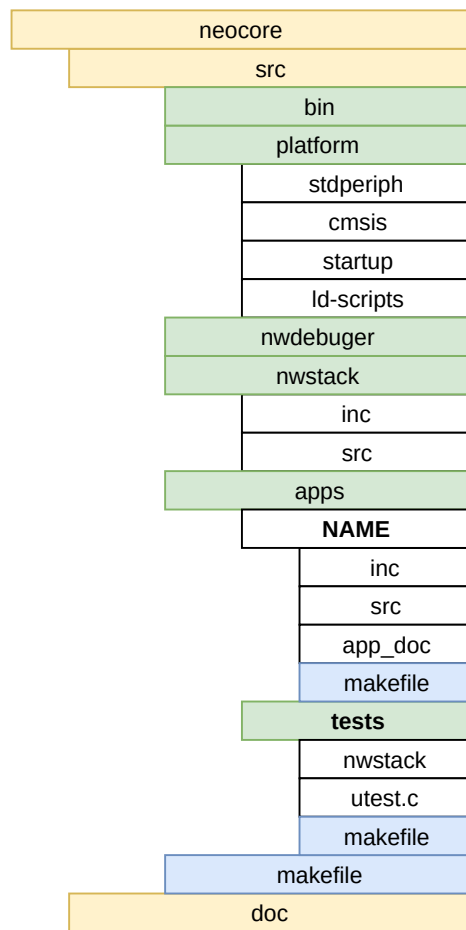 neocore
src
bin
platform
stdperiph
cmsis
startup
ld-scripts
nwdebuger
nwstack
inc
src
apps
NAME
inc
src
app_doc
makefile
tests
nwstack
utest.c
makefile
makefile
doc